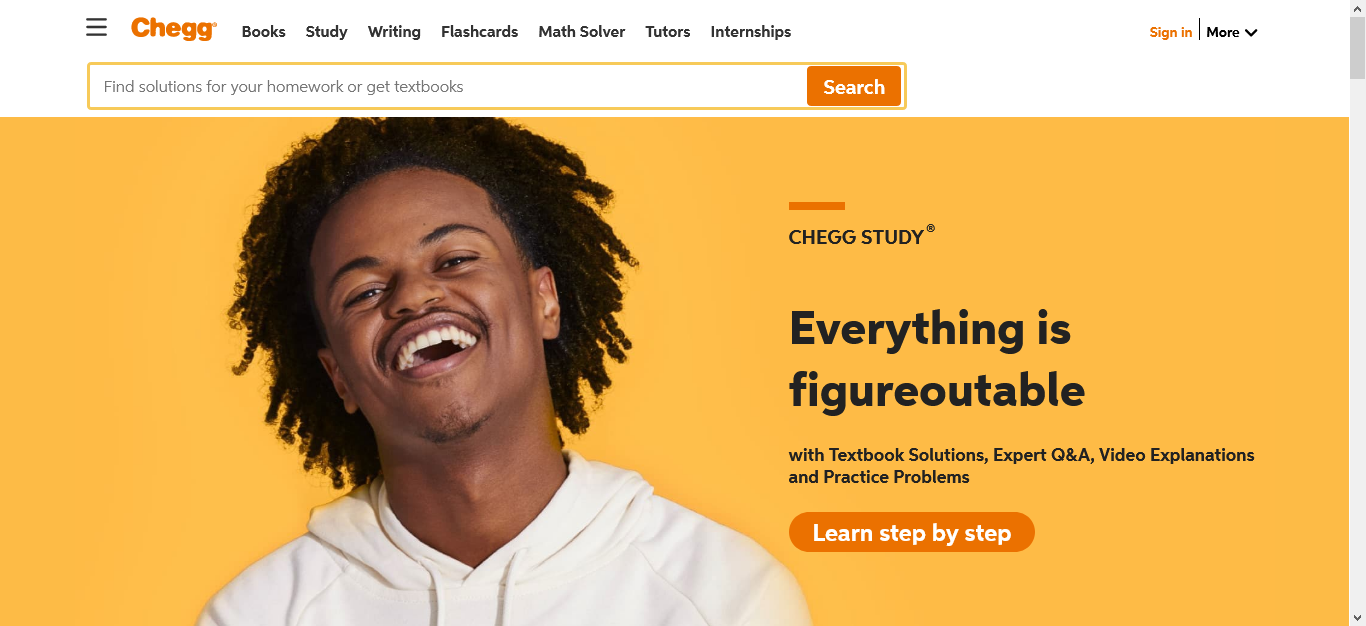 Chegg®
Books Study Writing Flashcards Math Solver Tutors Internships
Sign in More
Find solutions for your homework or get textbooks
Search
CHEGG STUDY®
Everything is
figureoutable
with Textbook Solutions, Expert Q&A, Video Explanations
and Practice Problems
Learn step by step